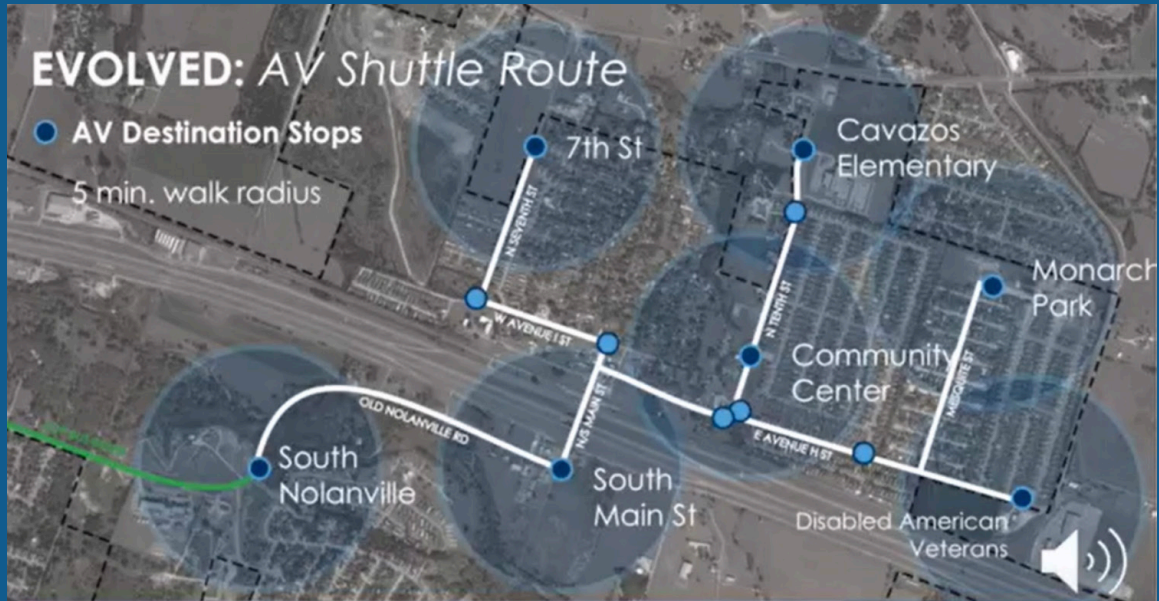 EVOLVED: AV Shuttle Route
AV Destination Stops
5 min. walk radius
7th St
Cavazos
Elementary
N SEVENTH ST
Monarch
Park
W AVENUE I ST
N TENTH ST
Community
Center
MESQUITE ST
OLD NOLANVILLE RD
N/S MAIN ST
E AVENUE H ST
South
Nolanville
South
Main St
Disabled American
Veterans